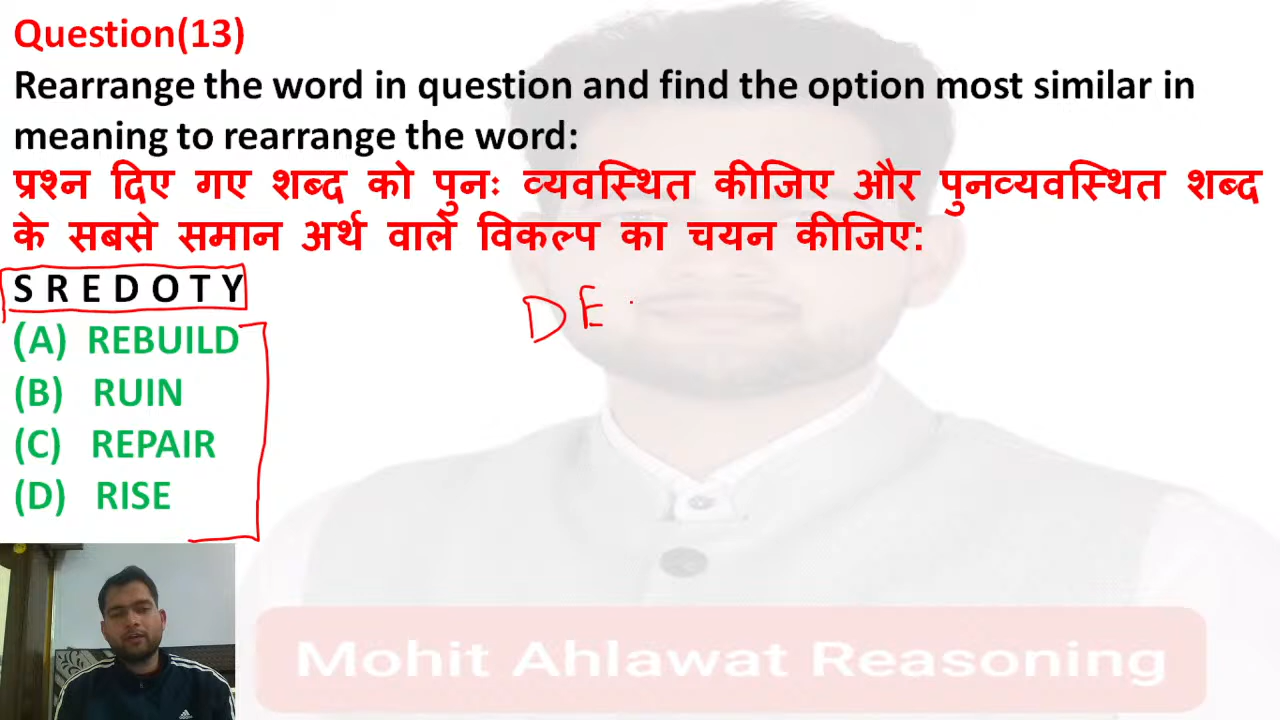 Question(13)
Rearrange the word in question and find the option most similar in
meaning to rearrange the word:
प्रश्न दिए गए शब्द को पुनः व्यवस्थित कीजिए और पुनव्यवस्थित शब्द
के सबसे समान अर्थ वाले विकल्प का चयन कीजिए:
S R E D O T Y
DE
(A) REBUILD
(B) RUIN
(C) REPAIR
(D) RISE
Mohit Ahlawat Reasoning